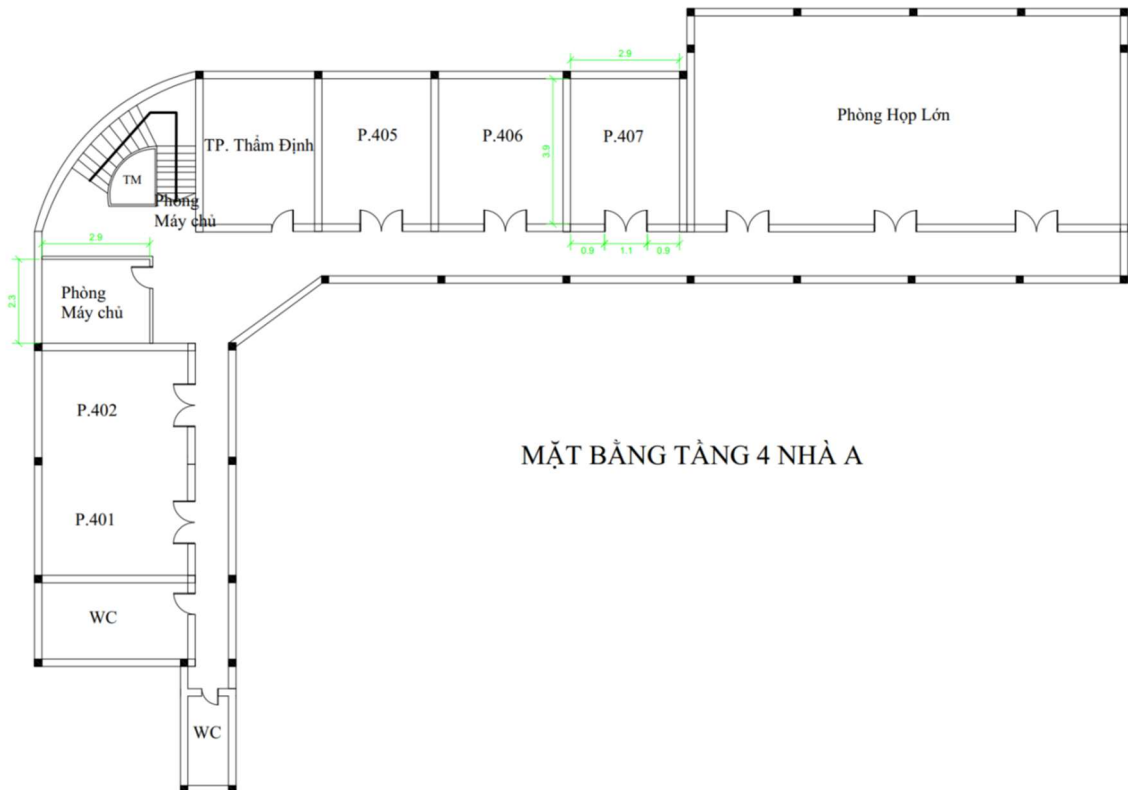 2.9
Phòng Họp Lớn
P.405
P.406
P.407
TP. Thẩm Định
3.9
TM
Phòng
Máy chủ
2.9
0.9
1.1
0.9
2.3
Phòng
Máy chủ
P.402
MẶT BẰNG TẦNG 4 NHÀ A
P.401
WC
WC